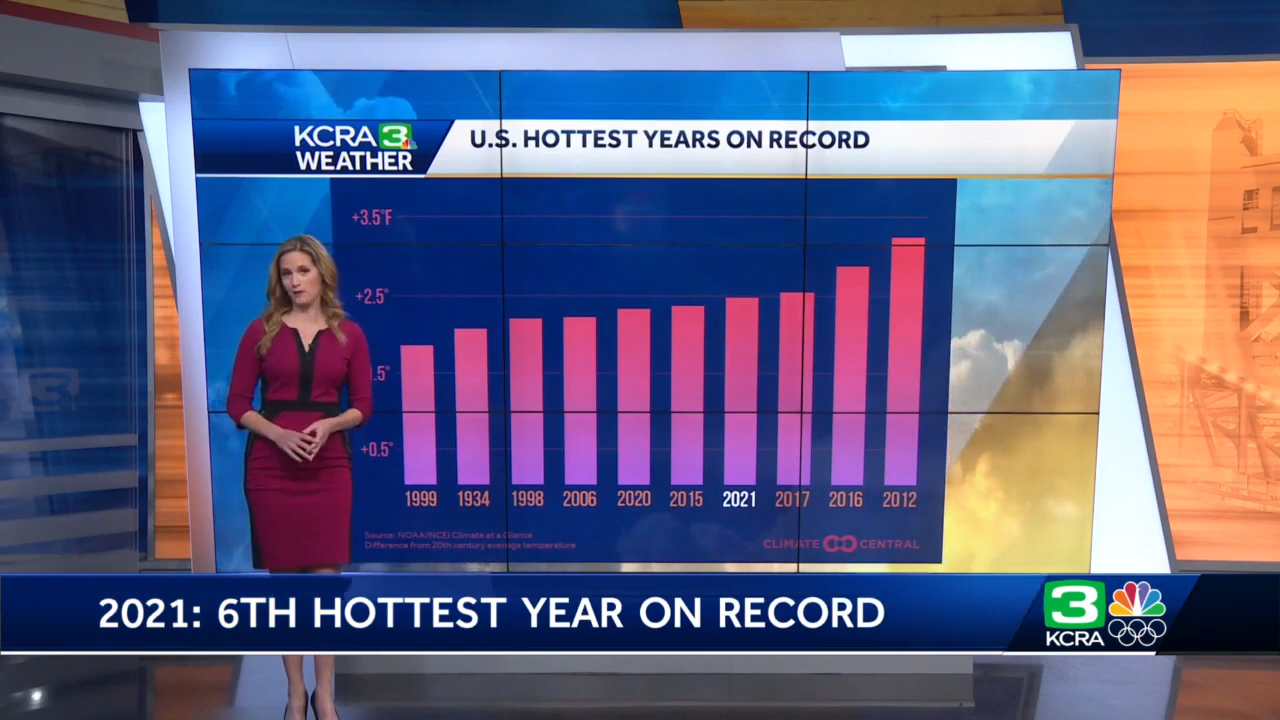 KCRA 3
WEATHER
U.S. HOTTEST YEARS ON RECORD
+3.5°F
+2.5°
.5°
+0.5°
1999 1934 1998 2006 2020 2015 2021 2017 2016 2012
Source: NOAA/NCEI Climate at a Glance
Difference from 20th century average temperature
CLIMATE CENTRAL
3
2021: 6TH HOTTEST YEAR ON RECORD
3
KCRA